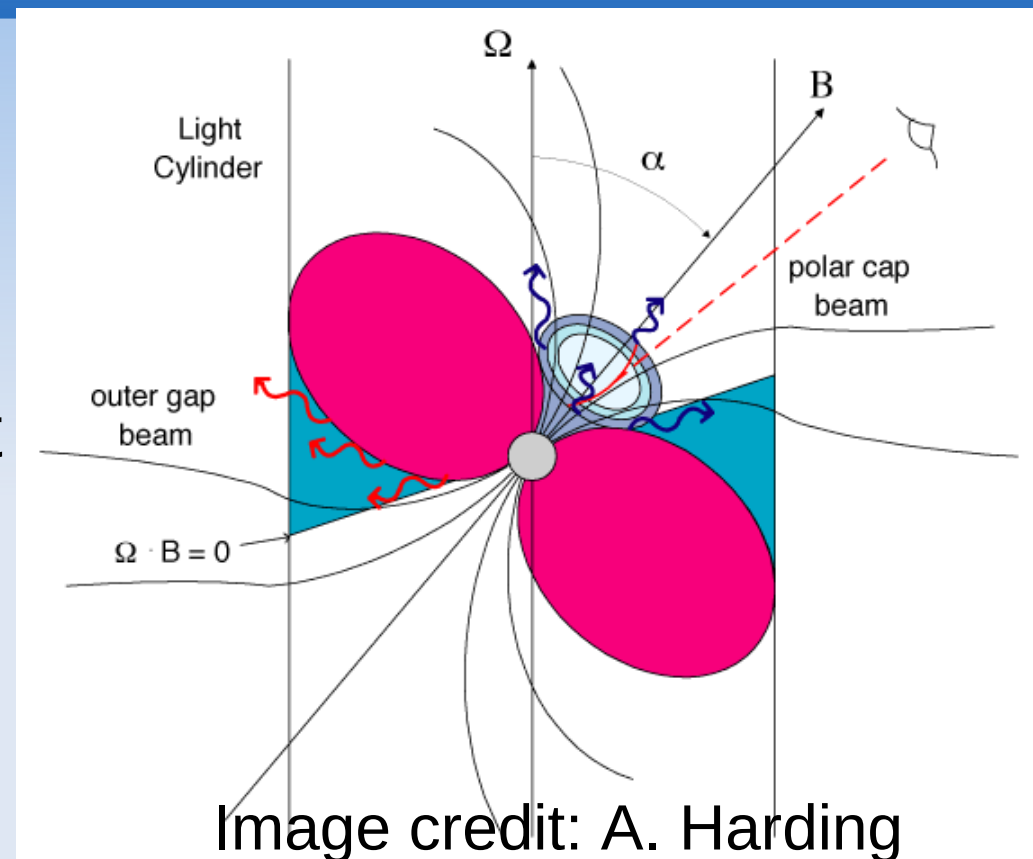 Ω
B
Light
Cylinder
α
polar cap
beam
outer gap
beam
Ω · B = 0
Image credit: A. Harding